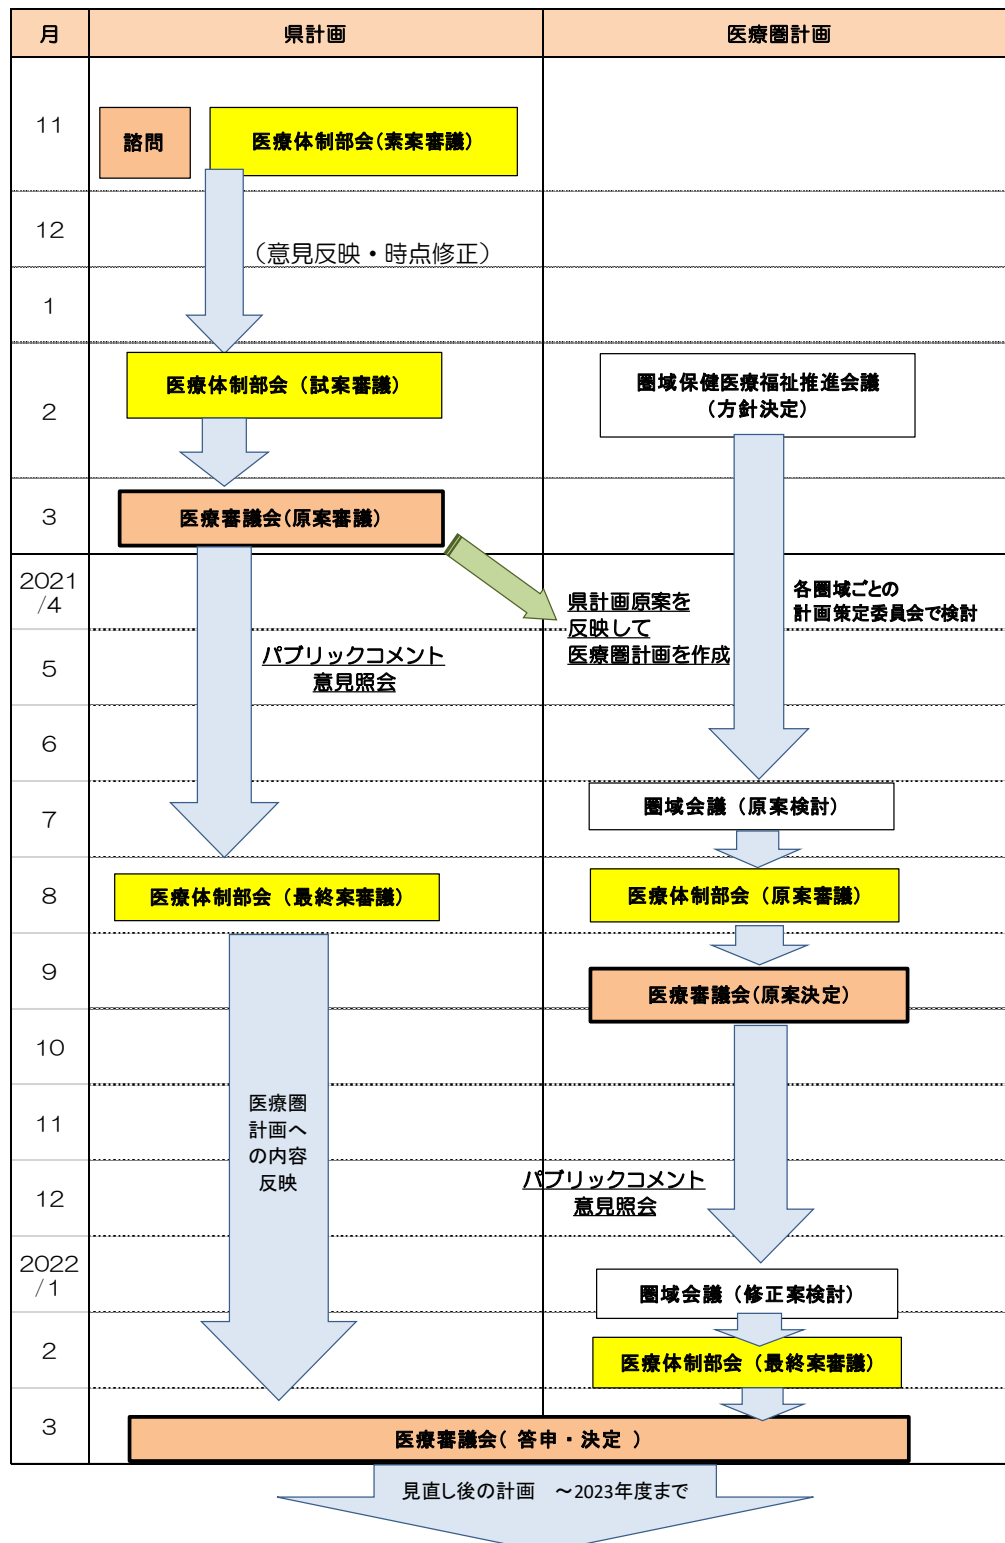 月
県計画
医療圏計画
11
諮問
医療体制部会(素案審議)
12
（意見反映・時点修正）
1
2
医療体制部会（試案審議）
圏域保健医療福祉推進会議
（方針決定）
3
医療審議会(原案審議)
2021
/4
県計画原案を
反映して
医療圏計画を作成
各圏域ごとの
計画策定委員会で検討
5
パブリックコメント
意見照会
6
7
圏域会議（原案検討）
8
医療体制部会（最終案審議）
医療体制部会（原案審議）
9
医療審議会(原案決定)
10
11
医療圏
計画へ
の内容
反映
12
パブリックコメント
意見照会
2022
/1
圏域会議（修正案検討）
2
医療体制部会（最終案審議）
3
医療審議会( 答申・決定 )
見直し後の計画　～2023年度まで